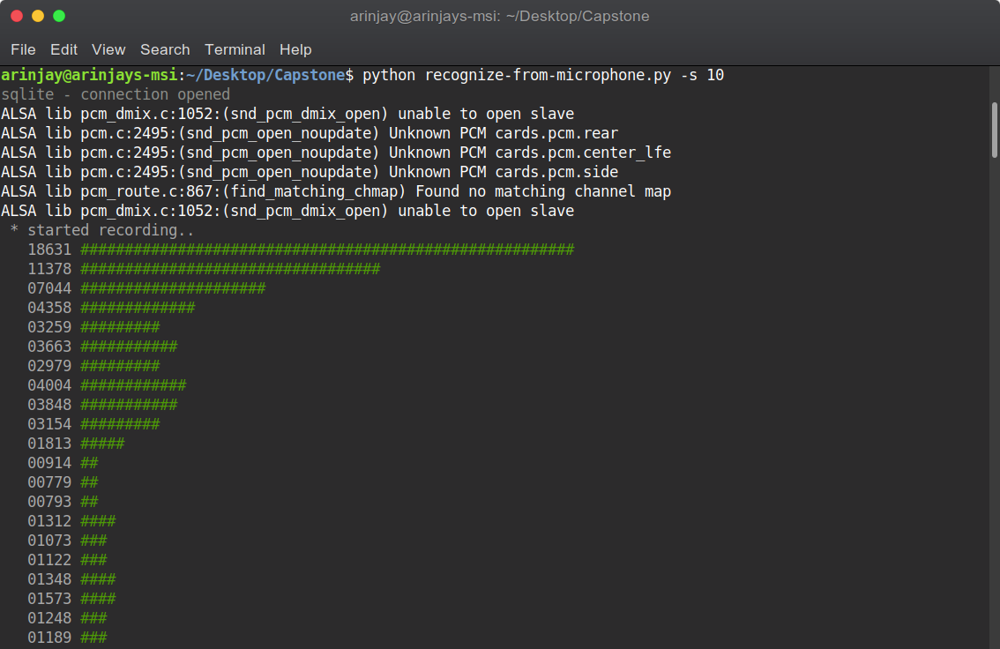 arinjay@arinjays-msi: ~/Desktop/Capstone
File Edit View Search Terminal Help
arinjay@arinjays-msi:~/Desktop/Capstone$ python recognize-from-microphone.py -s 10
sqlite - connection opened
ALSA lib pcm_dmix.c:1052:(snd_pcm_dmix_open) unable to open slave
ALSA lib pcm.c:2495:(snd_pcm_open_noupdate) Unknown PCM cards.pcm.rear
ALSA lib pcm.c:2495:(snd_pcm_open_noupdate) Unknown PCM cards.pcm.center_lfe
ALSA lib pcm.c:2495:(snd_pcm_open_noupdate) Unknown PCM cards.pcm.side
ALSA lib pcm_route.c:867:(find_matching_chmap) Found no matching channel map
ALSA lib pcm_dmix.c:1052:(snd_pcm_dmix_open) unable to open slave
 * started recording..
   18631 ########################################################
   11378 ##################################
   07044 #####################
   04358 #############
   03259 #########
   03663 ###########
   02979 #########
   04004 ############
   03848 ###########
   03154 #########
   01813 #####
   00914 ##
   00779 ##
   00793 ##
   01312 ####
   01073 ###
   01122 ###
   01348 ####
   01573 ####
   01248 ###
   01189 ###